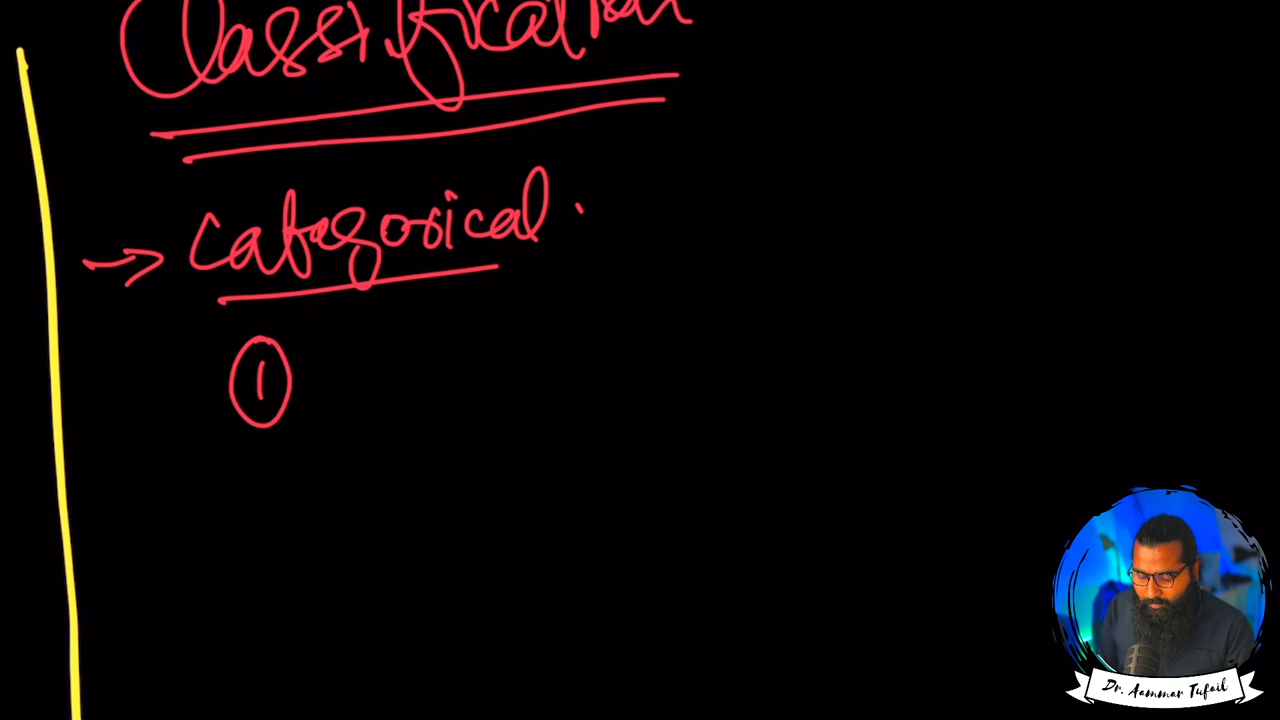 Classification
→ Categorical.
①
Dr. Aammar Tufail